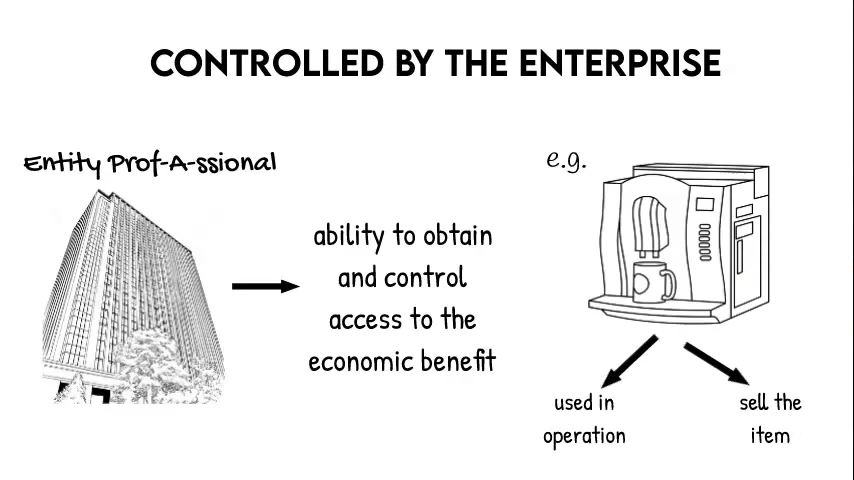 CONTROLLED BY THE ENTERPRISE
Entity Prof-A-ssional
ability to obtain
and control
access to the
economic benefit
e.g.
used in
operation
sell the
item